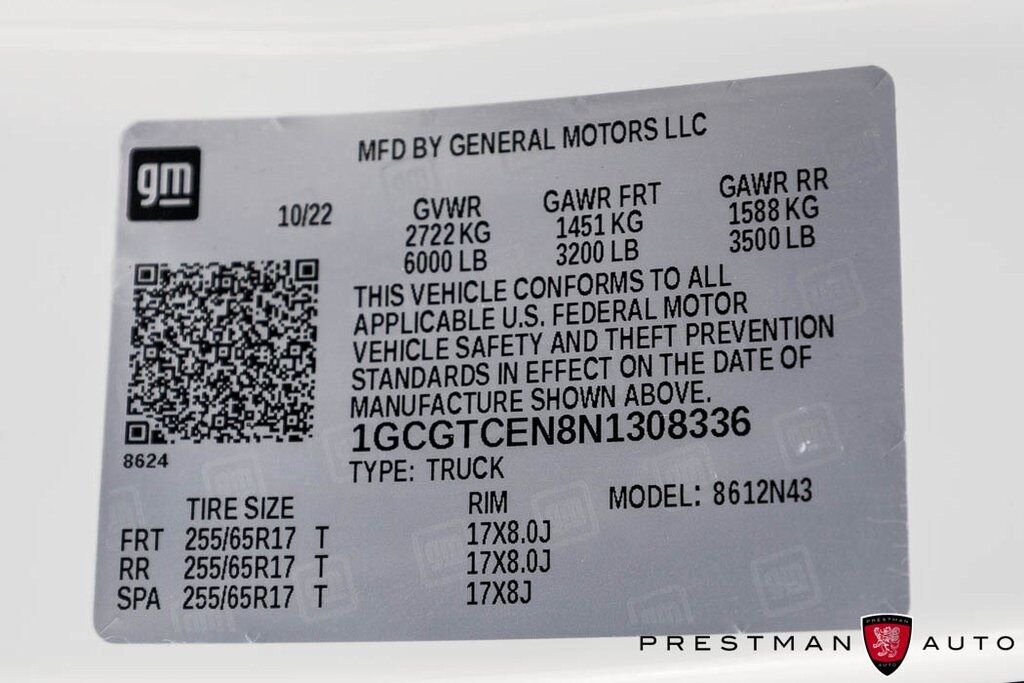 MFD BY GENERAL MOTORS LLC
gm
10/22
GVWR GAWR FRT GAWR RR
2722 KG 1451 KG 1588 KG
6000 LB 3200 LB 3500 LB
THIS VEHICLE CONFORMS TO ALL
APPLICABLE U.S. FEDERAL MOTOR
VEHICLE SAFETY AND THEFT PREVENTION
STANDARDS IN EFFECT ON THE DATE OF
MANUFACTURE SHOWN ABOVE.
1GCGTCEN8N1308336
8624
TYPE: TRUCK
TIRE SIZE RIM MODEL: 8612N43
FRT 255/65R17 T 17X8.0J
RR 255/65R17 T 17X8.0J
SPA 255/65R17 T 17X8J
PRESTMAN PRESTMAN AUTO